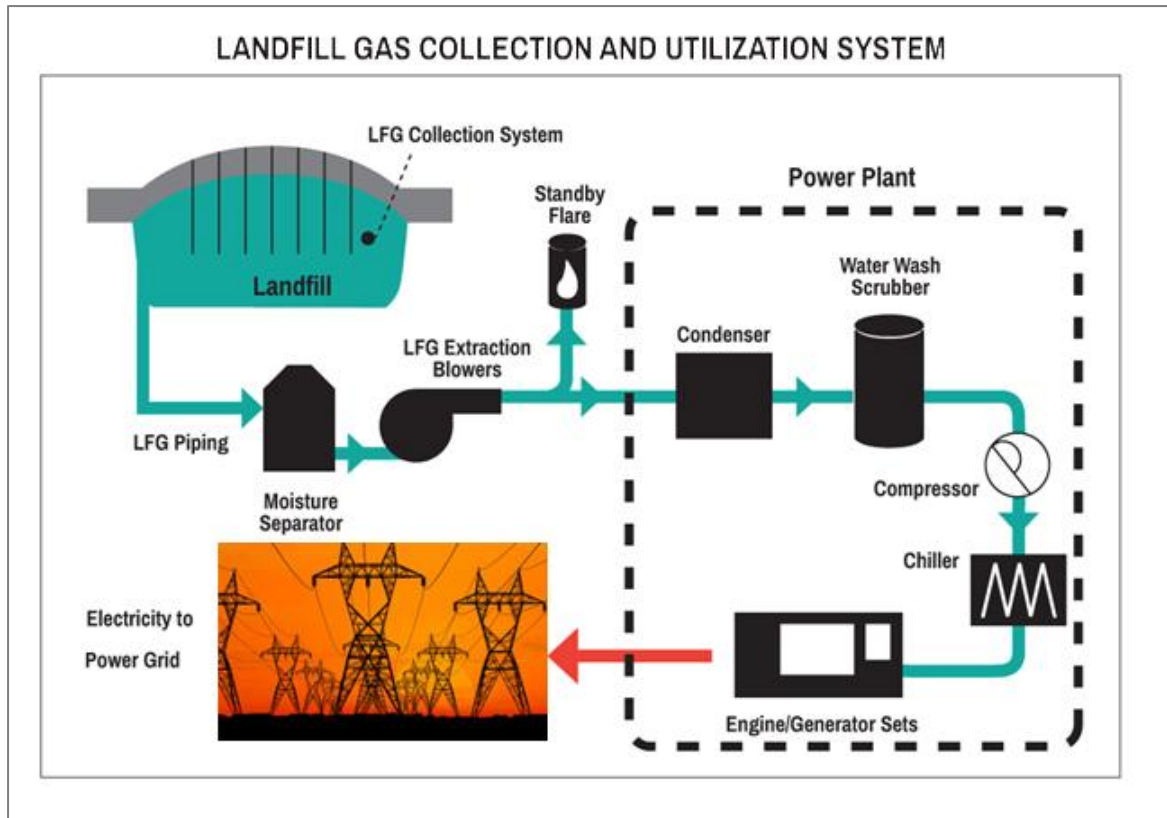 LANDFILL GAS COLLECTION AND UTILIZATION SYSTEM
LFG Collection System
Landfill
Standby
Flare
Power Plant
Water Wash
Scrubber
Condenser
LFG Extraction
Blowers
LFG Piping
Moisture
Separator
Compressor
Chiller
Electricity to
Power Grid
Engine/Generator Sets